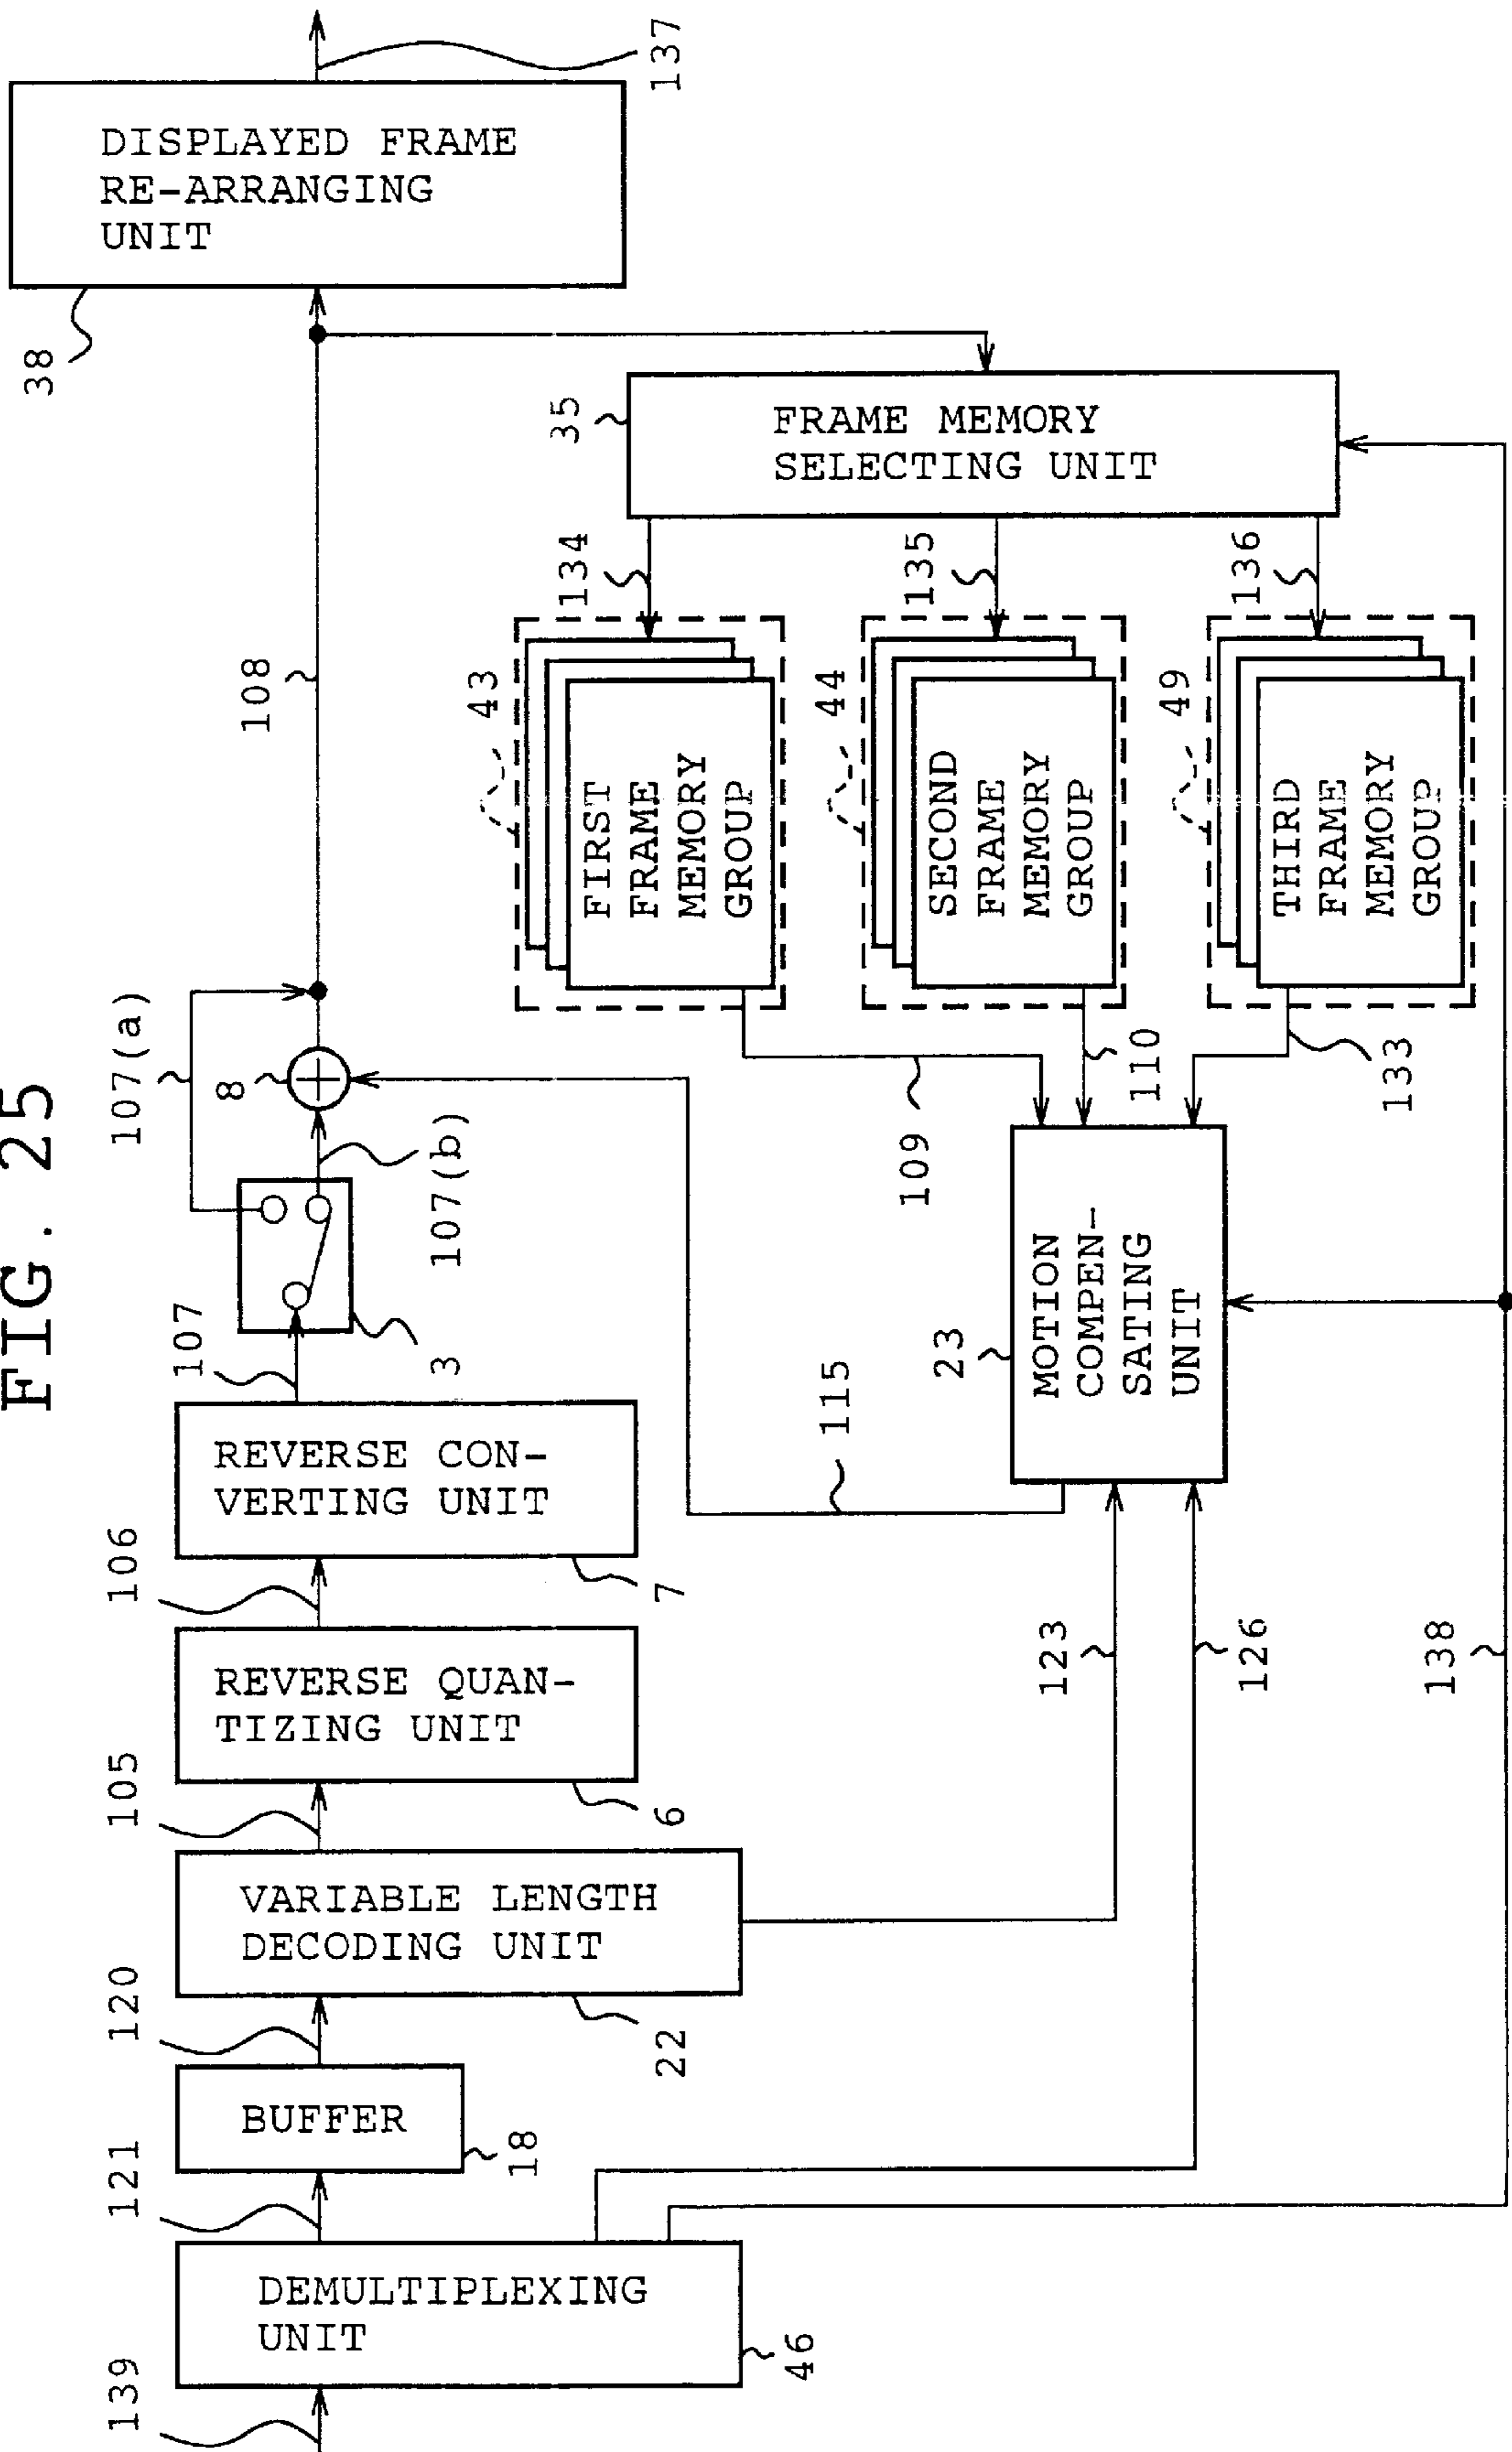 FIG. 25
139
DEMULTIPLEXING
UNIT
46
121
BUFFER
18
120
VARIABLE LENGTH
DECODING UNIT
22
105
REVERSE QUAN-
TIZING UNIT
6
106
REVERSE CON-
VERTING UNIT
7
107
3
107(a)
107(b)
8
108
DISPLAYED FRAME
RE-ARRANGING
UNIT
38
137
35
FRAME MEMORY
SELECTING UNIT
134
135
136
43
FIRST
FRAME
MEMORY
GROUP
44
SECOND
FRAME
MEMORY
GROUP
49
THIRD
FRAME
MEMORY
GROUP
109
110
133
23
MOTION
COMPEN-
SATING
UNIT
115
123
126
138